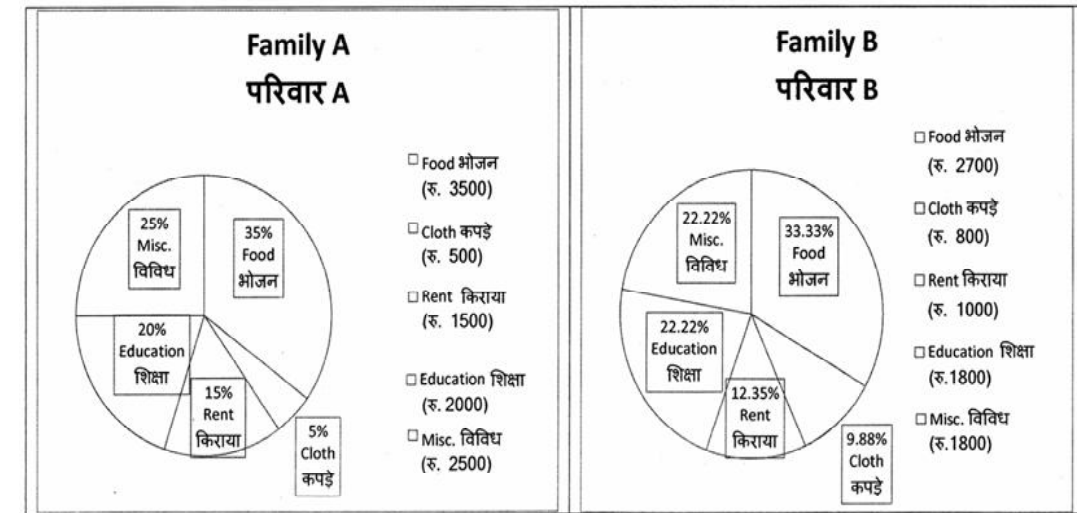 Family A
परिवार A
25%
Misc.
विविध
35%
Food
भोजन
20%
Education
शिक्षा
15%
Rent
किराया
5%
Cloth
कपड़े
Food भोजन
(रु. 3500)
Cloth कपड़े
(रु. 500)
Rent किराया
(रु. 1500)
Education शिक्षा
(रु. 2000)
Misc. विविध
(रु. 2500)
Family B
परिवार B
22.22%
Misc.
विविध
33.33%
Food
भोजन
22.22%
Education
शिक्षा
12.35%
Rent
किराया
9.88%
Cloth
कपड़े
Food भोजन
(रु. 2700)
Cloth कपड़े
(रु. 800)
Rent किराया
(रु. 1000)
Education शिक्षा
(रु.1800)
Misc. विविध
(रु.1800)